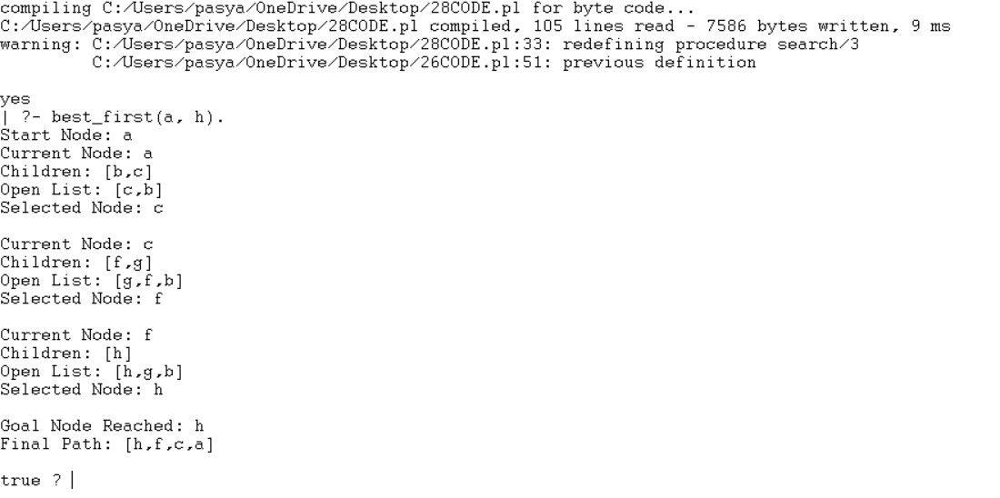 compiling C:/Users/pasya/OneDrive/Desktop/28CODE.pl for byte code...
C:/Users/pasya/OneDrive/Desktop/28CODE.pl compiled, 105 lines read - 7586 bytes written, 9 ms
warning: C:/Users/pasya/OneDrive/Desktop/28CODE.pl:33: redefining procedure search/3
         C:/Users/pasya/OneDrive/Desktop/26CODE.pl:51: previous definition

yes
| ?- best_first(a, h).
Start Node: a
Current Node: a
Children: [b,c]
Open List: [c,b]
Selected Node: c

Current Node: c
Children: [f,g]
Open List: [g,f,b]
Selected Node: f

Current Node: f
Children: [h]
Open List: [h,g,b]
Selected Node: h

Goal Node Reached: h
Final Path: [h,f,c,a]

true ?